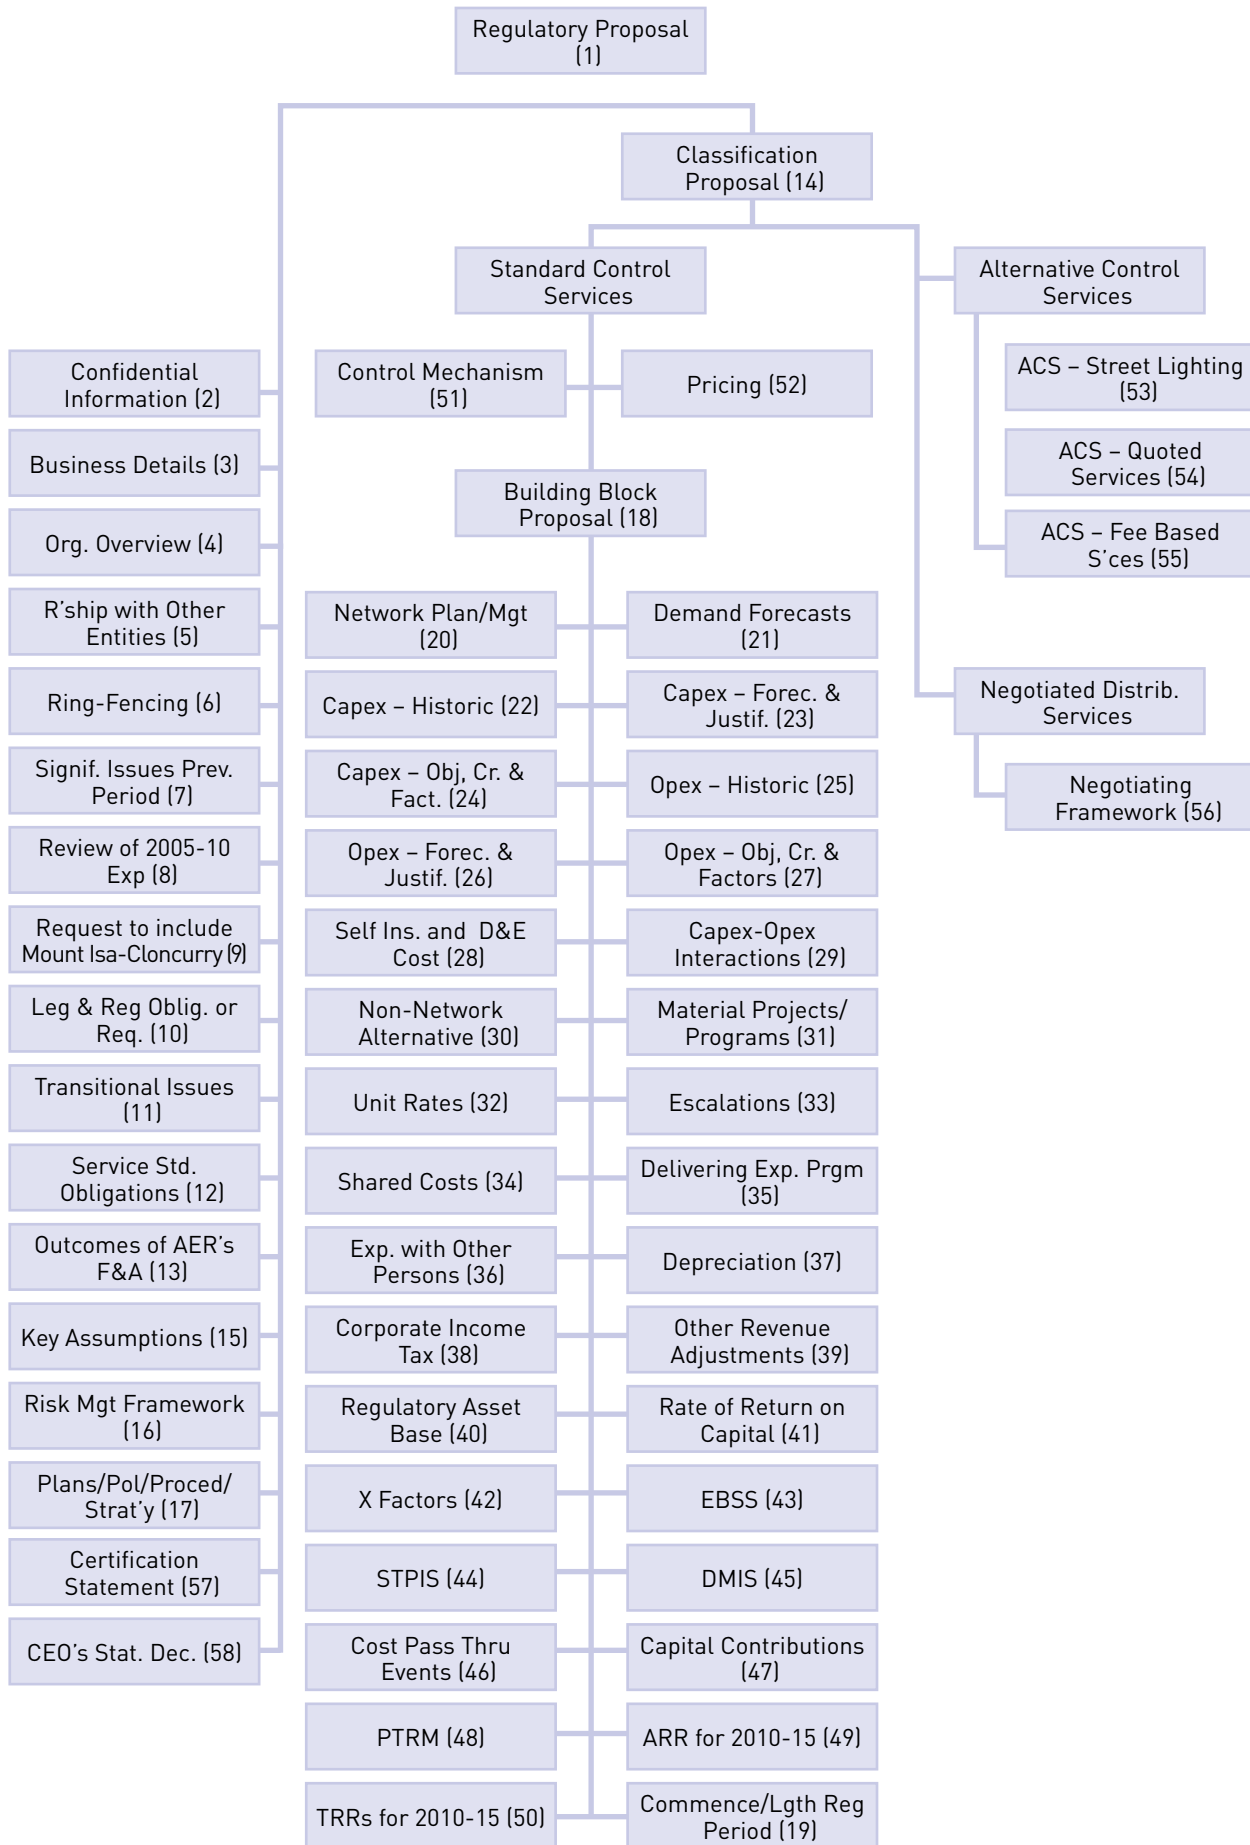 Regulatory Proposal
(1)
Classification
Proposal (14)
Standard Control
Services
Alternative Control
Services
Confidential
Information (2)
Business Details (3)
Org. Overview (4)
R'ship with Other
Entities (5)
Ring-Fencing (6)
Signif. Issues Prev.
Period (7)
Review of 2005-10
Exp (8)
Request to include
Mount Isa-Cloncurry (9)
Leg & Reg Oblig. or
Req. (10)
Transitional Issues
(11)
Service Std.
Obligations (12)
Outcomes of AER's
F&A (13)
Key Assumptions (15)
Risk Mgt Framework
(16)
Plans/Pol/Proced/
Strat'y (17)
Certification
Statement (57)
CEO's Stat. Dec. (58)
Control Mechanism
(51)
Pricing (52)
Building Block
Proposal (18)
Network Plan/Mgt
(20)
Demand Forecasts
(21)
Capex – Historic (22)
Capex – Forec. &
Justif. (23)
Capex – Obj, Cr. &
Fact. (24)
Opex – Historic (25)
Opex – Forec. &
Justif. (26)
Opex – Obj, Cr. &
Factors (27)
Self Ins. and D&E
Cost (28)
Capex-Opex
Interactions (29)
Non-Network
Alternative (30)
Material Projects/
Programs (31)
Unit Rates (32)
Escalations (33)
Shared Costs (34)
Delivering Exp. Prgm
(35)
Exp. with Other
Persons (36)
Depreciation (37)
Corporate Income
Tax (38)
Other Revenue
Adjustments (39)
Regulatory Asset
Base (40)
Rate of Return on
Capital (41)
X Factors (42)
EBSS (43)
STPIS (44)
DMIS (45)
Cost Pass Thru
Events (46)
Capital Contributions
(47)
PTRM (48)
ARR for 2010-15 (49)
TRRs for 2010-15 (50)
Commence/Lgth Reg
Period (19)
ACS – Street Lighting
(53)
ACS – Quoted
Services (54)
ACS – Fee Based
S'ces (55)
Negotiated Distrib.
Services
Negotiating
Framework (56)